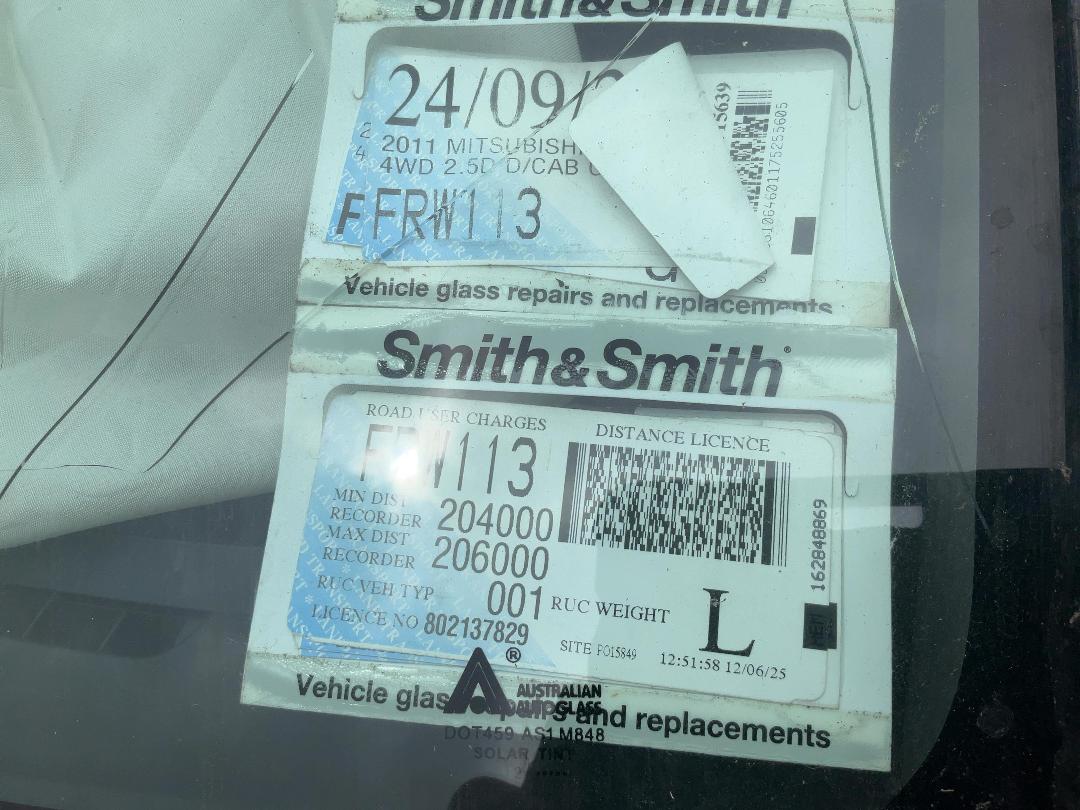 Smith&Smith
24/09/
2011 MITSUBISH
4WD 2.5D D/CAB
FFRW113
15639
Vehicle glass repairs and replacements
Smith&Smith
ROAD USER CHARGES
FRW113
MIN DIST
RECORDER 204000
MAX DIST
RECORDER 206000
RUC VEH TYP 001
LICENCE NO 802137829
DISTANCE LICENCE
162848869
RUC WEIGHT L
SITE PO15849 12:51:58 12/06/25
Vehicle glass repairs and replacements
AUSTRALIAN
AUTOGLASS
DOT459 AS1 M848
SOLAR TINT